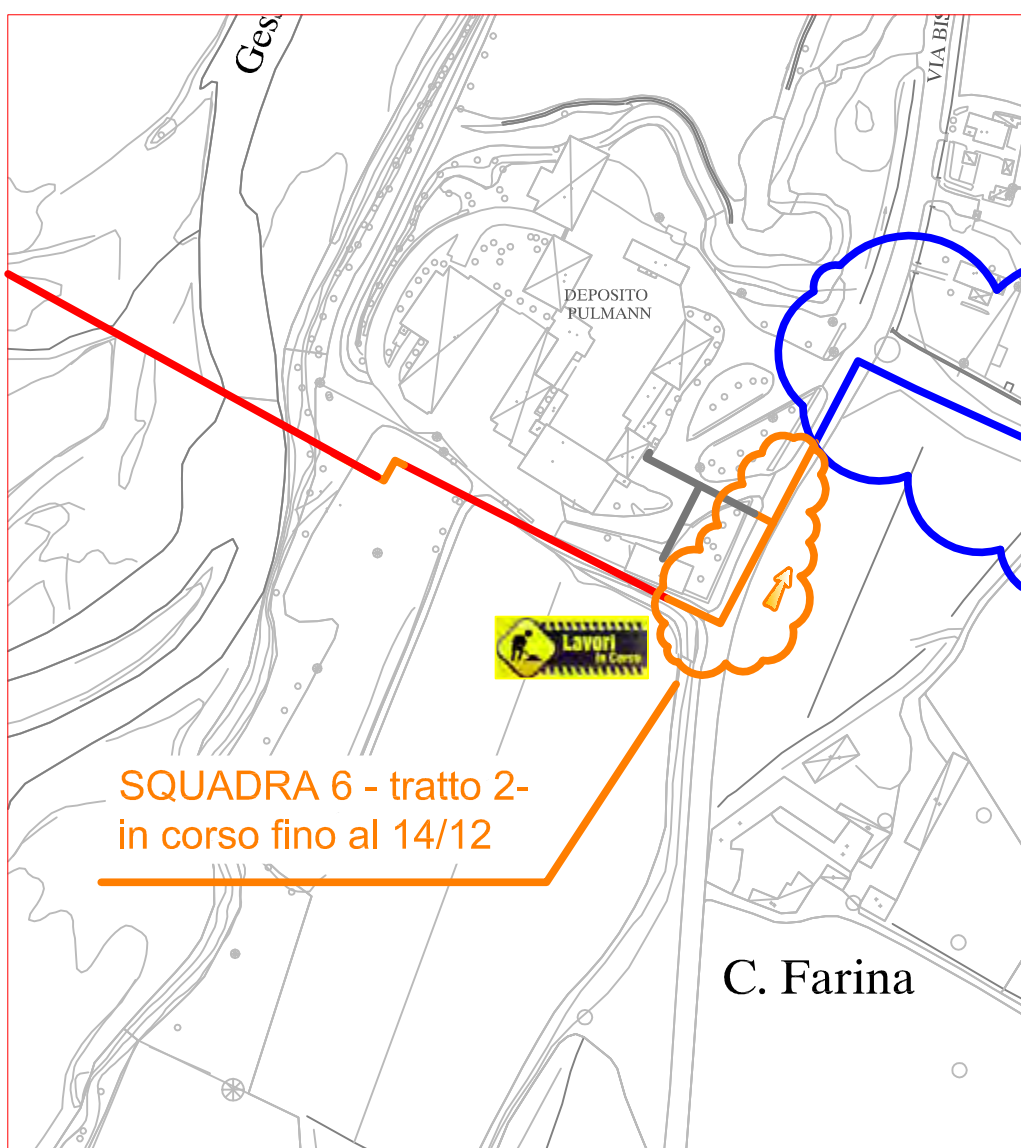 Ges
VIA BIS
DEPOSITO
PULMANN
Lavori
in Corso
SQUADRA 6 - tratto 2-
in corso fino al 14/12
C. Farina